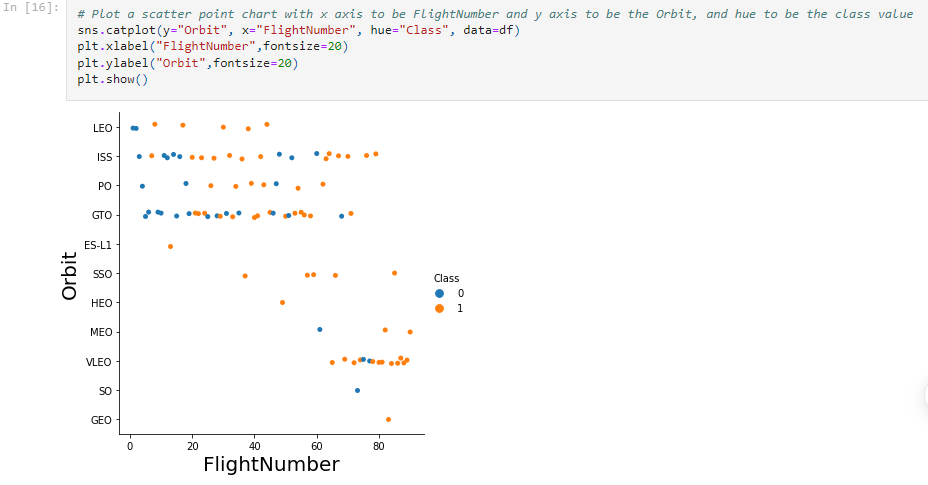 In [16]:
# Plot a scatter point chart with x axis to be FlightNumber and y axis to be the Orbit, and hue to be the class value
sns.catplot(y="Orbit", x="FlightNumber", hue="Class", data=df)
plt.xlabel("FlightNumber",fontsize=20)
plt.ylabel("Orbit",fontsize=20)
plt.show()
LEO
ISS
PO
GTO
ES-L1
SSO
HEO
MEO
VLEO
SO
GEO
Orbit
0 20 40 60 80
FlightNumber
Class
0
1